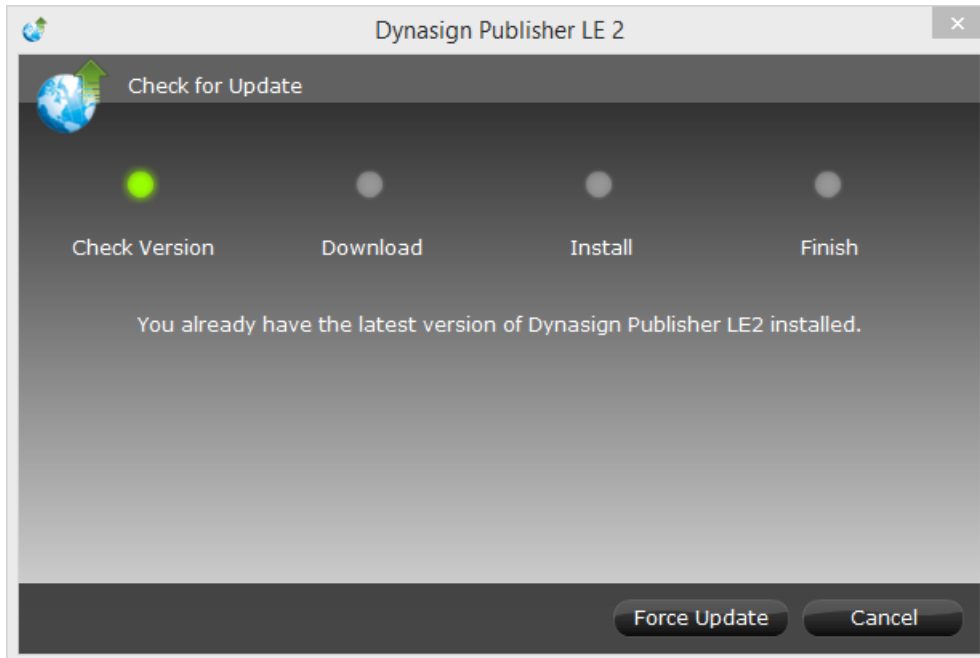 Dynasign Publisher LE 2
Check for Update
Check Version
Download
Install
Finish
You already have the latest version of Dynasign Publisher LE2 installed.
Force Update
Cancel